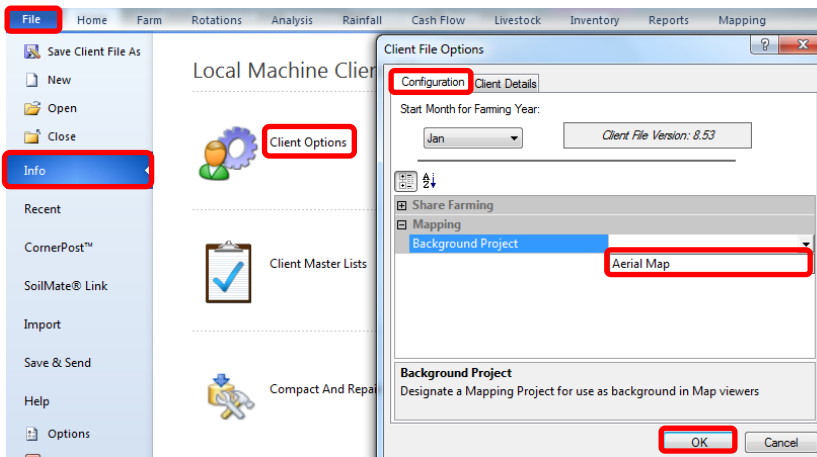 File Home Farm Rotations Analysis Rainfall Cash Flow Livestock Inventory Reports Mapping
Save Client File As
New
Open
Close
Info
Recent
CornerPost™
SoilMate® Link
Import
Save & Send
Help
Options
Local Machine Clien
Client Options
Client Master Lists
Compact And Repai
Client File Options
Configuration Client Details
Start Month for Farming Year:
Jan Client File Version: 8.53
Share Farming
Mapping
Background Project
Aerial Map
Background Project
Designate a Mapping Project for use as background in Map viewers
OK Cancel